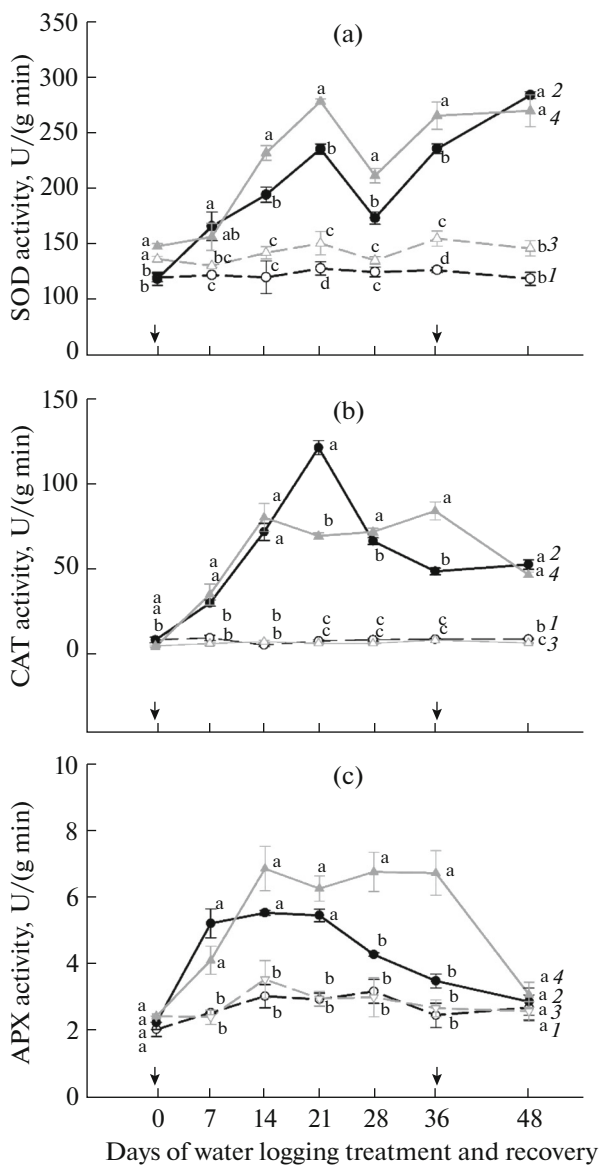 (a)
SOD activity, U/(g min)
350
300
250
200
150
100
0
a
a
b
b
a
ab
bc
c
a
b
c
c
a
b
c
d
a
b
c
c
a
b
c
d
a 2
a 4
b 3
b 1
(b)
CAT activity, U/(g min)
150
100
50
0
a
a
b
b
a
a
b
b
a
a
b
b
a
b
c
c
a
b
c
c
a
b
c
c
a 2
a 4
b 1
c 3
(c)
APX activity, U/(g min)
10
8
6
4
2
0
a
a
a
a
a
b
b
a
a
b
b
a
a
b
b
a
b
b
b
a
b
b
b
a 4
a 2
a 3
a 1
0 7 14 21 28 36 48
Days of water logging treatment and recovery